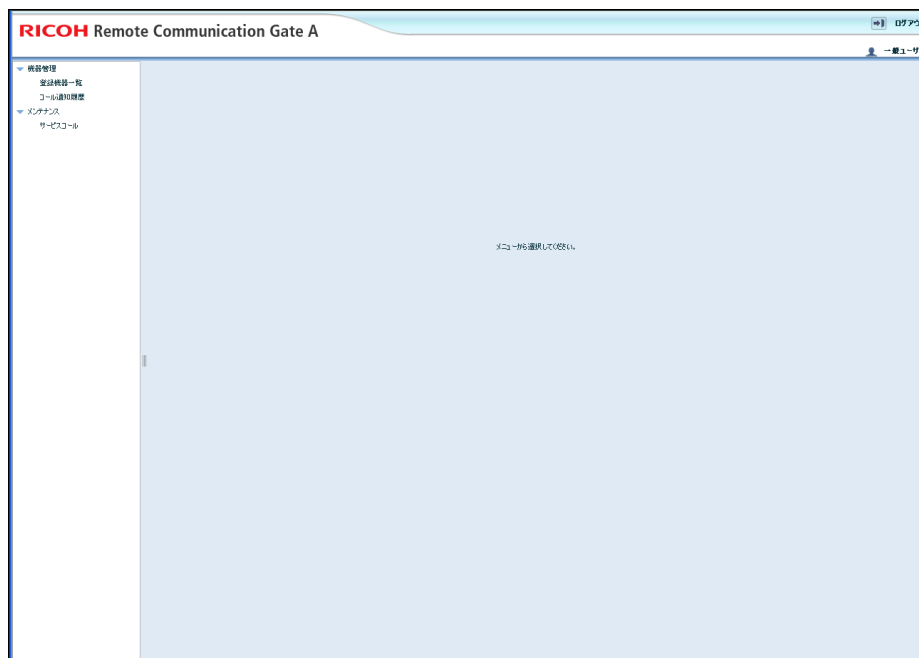 RICOH Remote Communication Gate A
ログアウ
一般ユーザ
機器管理
登録機器一覧
コール通知履歴
メンテナンス
サービスコール
メニューから選択してください。